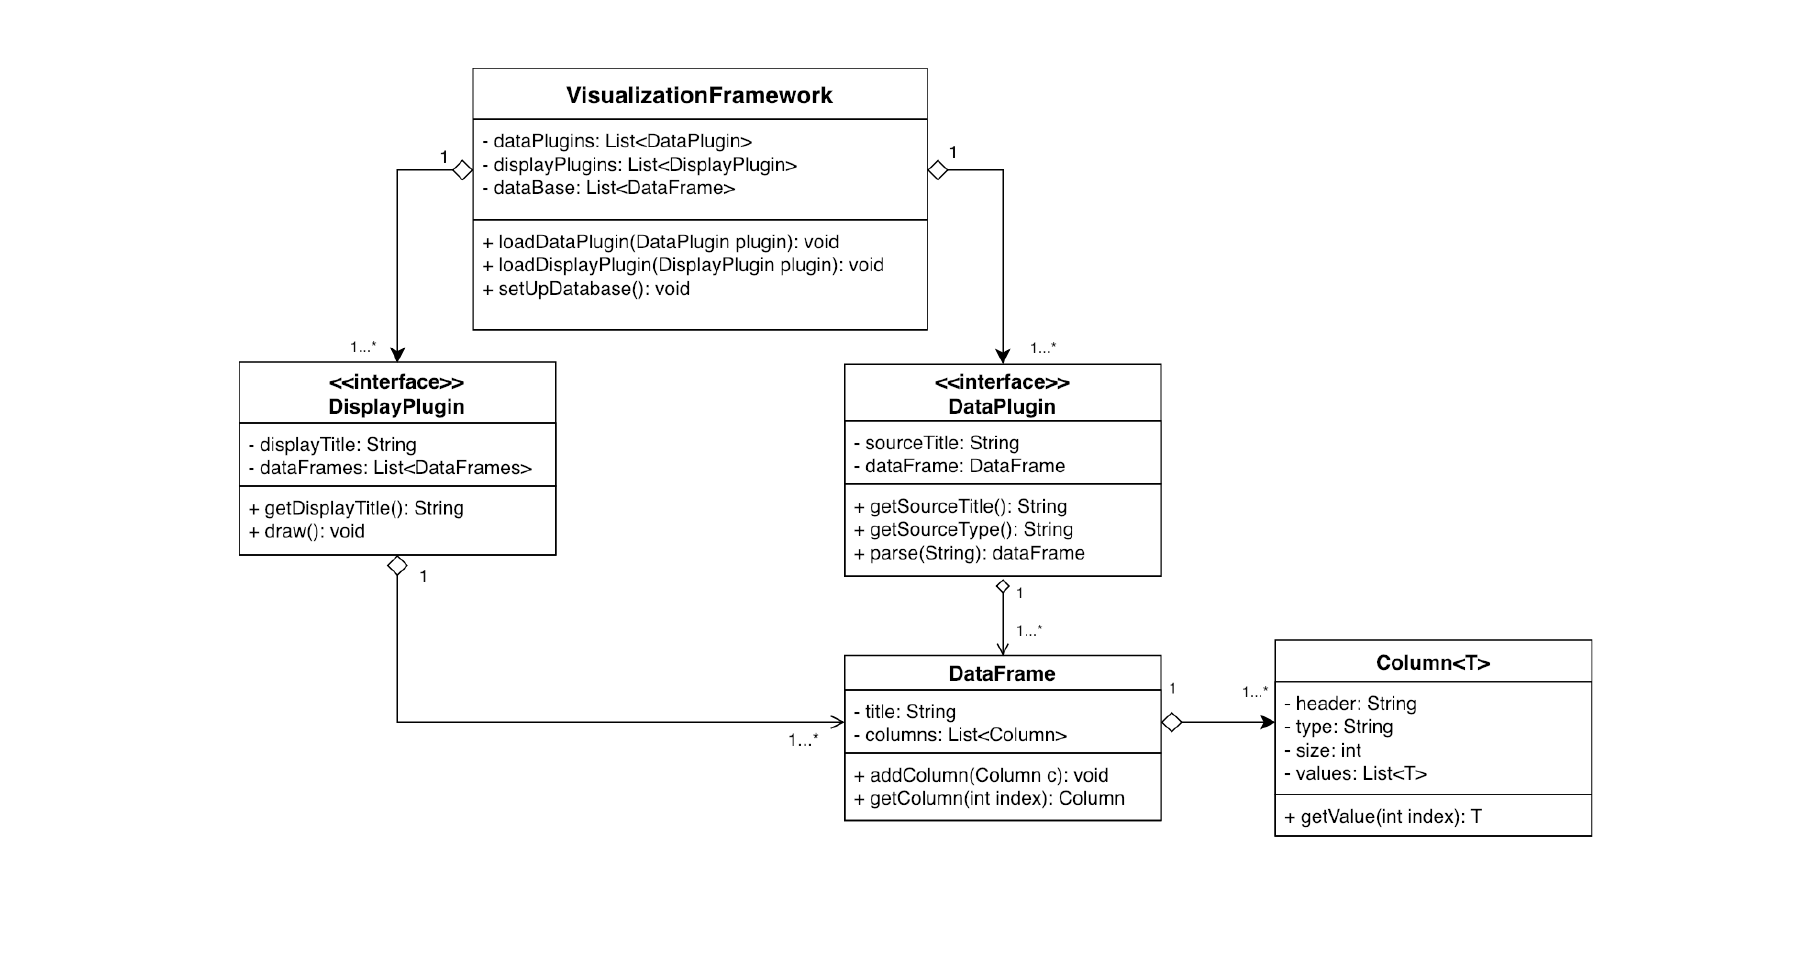 VisualizationFramework
- dataPlugins: List<DataPlugin>
- displayPlugins: List<DisplayPlugin>
- dataBase: List<DataFrame>
+ loadDataPlugin(DataPlugin plugin): void
+ loadDisplayPlugin(DisplayPlugin plugin): void
+ setUpDatabase(): void
1
1
1...*
1...*
<<interface>>
DisplayPlugin
- displayTitle: String
- dataFrames: List<DataFrames>
+ getDisplayTitle(): String
+ draw(): void
1
<<interface>>
DataPlugin
- sourceTitle: String
- dataFrame: DataFrame
+ getSourceTitle(): String
+ getSourceType(): String
+ parse(String): dataFrame
1
1...*
1...*
DataFrame
- title: String
- columns: List<Column>
+ addColumn(Column c): void
+ getColumn(int index): Column
1
1...*
Column<T>
- header: String
- type: String
- size: int
- values: List<T>
+ getValue(int index): T